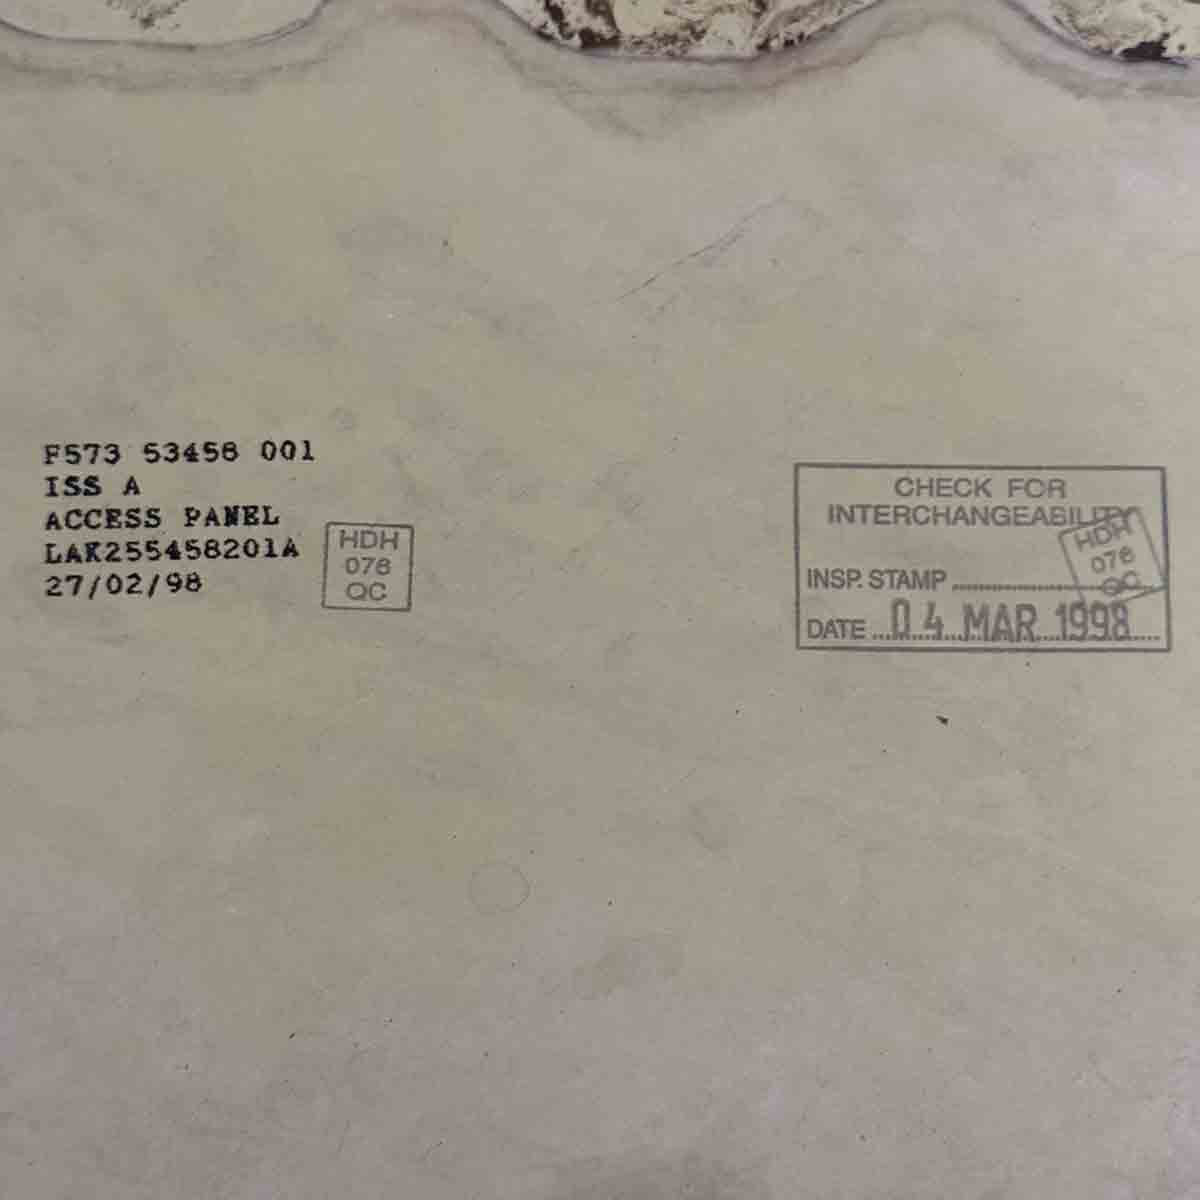 F573 53458 001
ISS A
ACCESS PANEL
LAK255458201A
27/02/98
HDH
076
QC
CHECK FOR
INTERCHANGEABILITY
INSP. STAMP
HDH
076
QC
DATE 04 MAR 1998